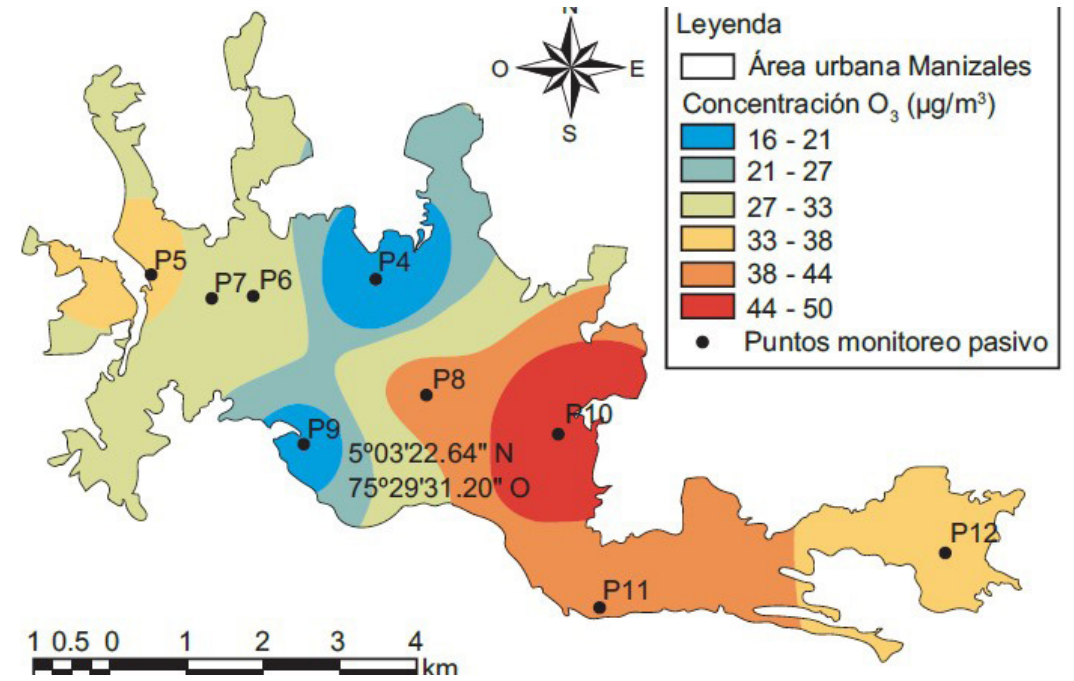 N
O
E
S
Leyenda
Área urbana Manizales
Concentración O₃ (µg/m³)
16 - 21
21 - 27
27 - 33
33 - 38
38 - 44
44 - 50
Puntos monitoreo pasivo
P5
P7
P6
P4
P8
P9
P10
5º03'22.64" N
75º29'31.20" O
P12
P11
1 0.5 0 1 2 3 4
km